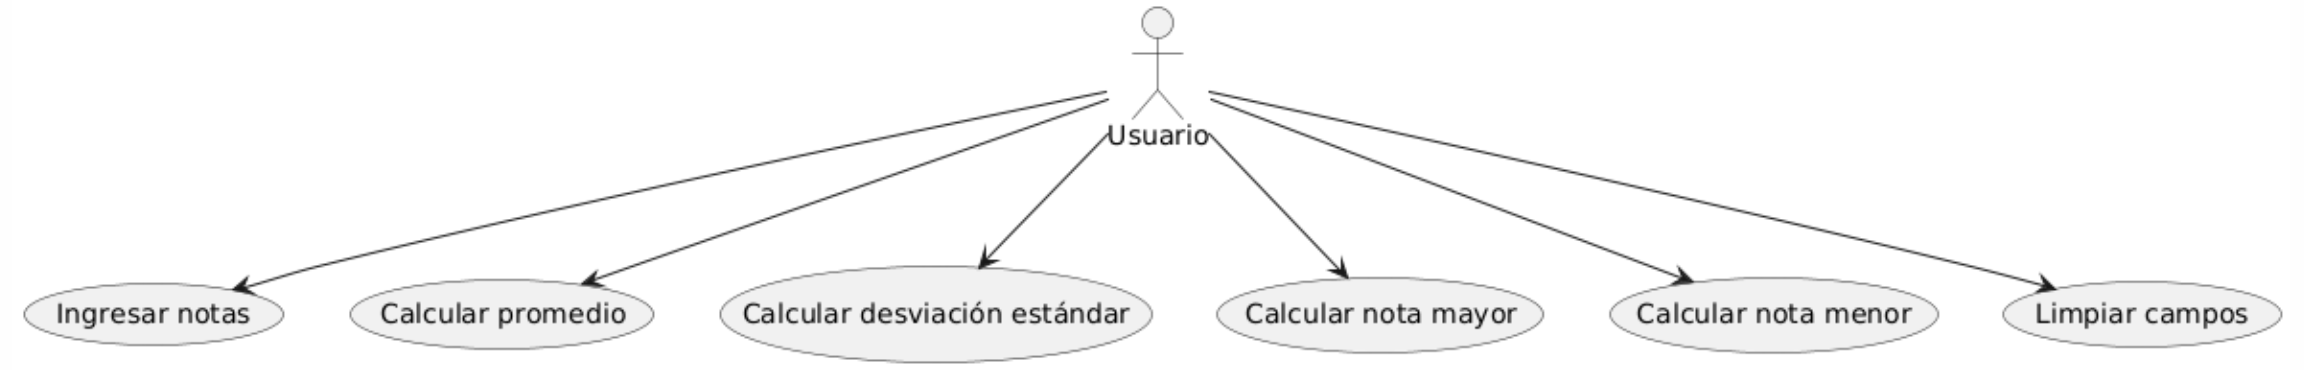 Usuario
Ingresar notas
Calcular promedio
Calcular desviación estándar
Calcular nota mayor
Calcular nota menor
Limpiar campos